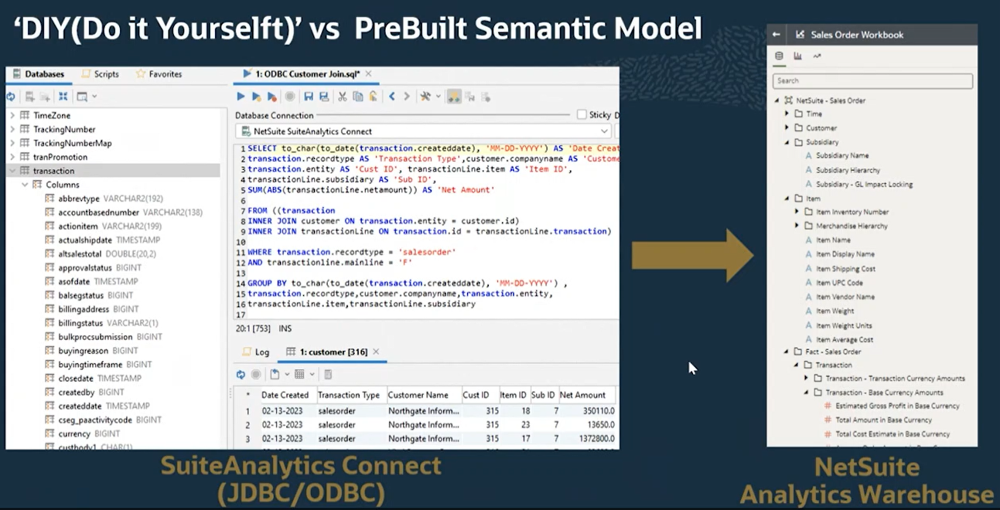 ‘DIY(Do it Yourselft)’ vs PreBuilt Semantic Model
Databases
Scripts
Favorites
TimeZone
TrackingNumber
TrackingNumberMap
tranPromotion
transaction
Columns
abbrevtype VARCHAR2(192)
accountbasednumber VARCHAR2(138)
actionitem VARCHAR2(199)
actualshipdate TIMESTAMP
altsalestotal DOUBLE(20,2)
approvalstatus BIGINT
asofdate TIMESTAMP
balsegstatus BIGINT
billingaddress BIGINT
billingstatus VARCHAR2(1)
bulkprocsubmission BIGINT
buyingreason BIGINT
buyingtimeframe BIGINT
closedate TIMESTAMP
createdby BIGINT
createddate TIMESTAMP
cseg_paactivitycode BIGINT
currency BIGINT
custbody1 CHAR(1)
1: ODBC Customer Join.sql*
Database Connection
Sticky D
NetSuite SuiteAnalytics Connect
1 SELECT to_char(to_date(transaction.createddate), 'MM-DD-YYYY') AS 'Date Creat
2 transaction.recordtype AS 'Transaction Type',customer.companyname AS 'Custome
3 transaction.entity AS 'Cust ID', transactionLine.item AS 'Item ID',
4 transactionLine.subsidiary AS 'Sub ID',
5 SUM(ABS(transactionLine.netamount)) AS 'Net Amount'
6
7 FROM ((transaction
8 INNER JOIN customer ON transaction.entity = customer.id)
9 INNER JOIN transactionLine ON transaction.id = transactionLine.transaction)
10
11 WHERE transaction.recordtype = 'salesorder'
12 AND transactionline.mainline = 'F'
13
14 GROUP BY to_char(to_date(transaction.createddate), 'MM-DD-YYYY') ,
15 transaction.recordtype,customer.companyname,transaction.entity,
16 transactionLine.item,transactionLine.subsidiary
17
20:1 [753] INS
Log
1: customer [316]
* Date Created Transaction Type Customer Name Cust ID Item ID Sub ID Net Amount
1 02-13-2023 salesorder Northgate Inform... 315 18 7 350110.0
2 02-13-2023 salesorder Northgate Inform... 315 23 7 13650.0
3 02-13-2023 salesorder Northgate Inform... 315 17 7 1372800.0
SuiteAnalytics Connect
(JDBC/ODBC)
Sales Order Workbook
Search
NetSuite - Sales Order
Time
Customer
Subsidiary
A Subsidiary Name
A Subsidiary Hierarchy
A Subsidiary - GL Impact Locking
Item
Item Inventory Number
Merchandise Hierarchy
A Item Name
A Item Display Name
A Item Shipping Cost
A Item UPC Code
A Item Vendor Name
A Item Weight
A Item Weight Units
A Item Average Cost
Fact - Sales Order
Transaction
Transaction - Transaction Currency Amounts
Transaction - Base Currency Amounts
# Estimated Gross Profit in Base Currency
# Total Amount in Base Currency
# Total Cost Estimate in Base Currency
NetSuite
Analytics Warehouse